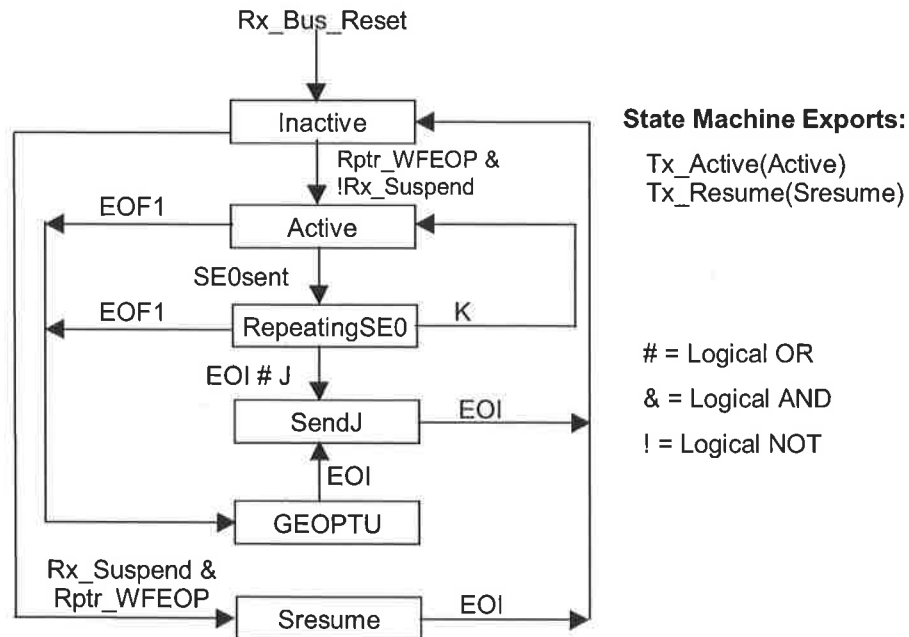 Rx_Bus_Reset
Inactive
Rptr_WFEOP &
!Rx_Suspend
EOF1
Active
SE0sent
EOF1
RepeatingSE0
K
EOI # J
SendJ
EOI
EOI
GEOPTU
Rx_Suspend &
Rptr_WFEOP
Sresume
EOI
State Machine Exports:
Tx_Active(Active)
Tx_Resume(Sresume)
# = Logical OR
& = Logical AND
! = Logical NOT